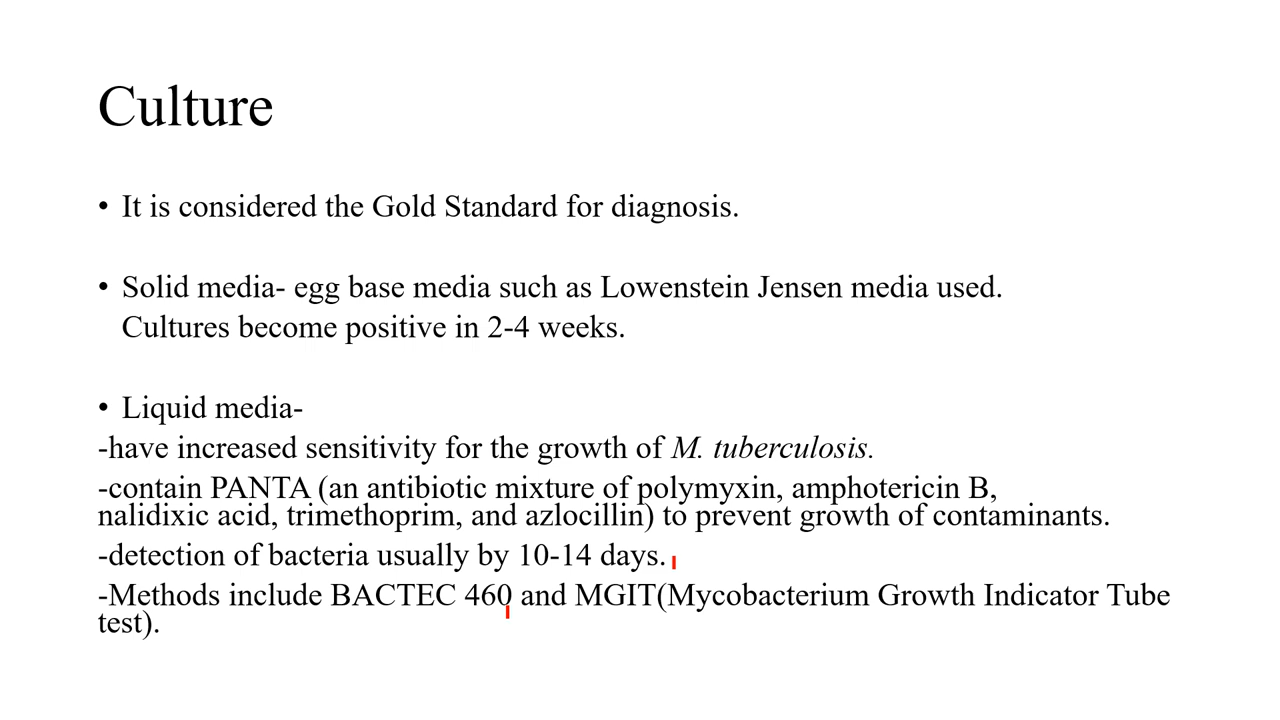 Culture
• It is considered the Gold Standard for diagnosis.
• Solid media- egg base media such as Lowenstein Jensen media used.
Cultures become positive in 2-4 weeks.
• Liquid media-
-have increased sensitivity for the growth of M. tuberculosis.
-contain PANTA (an antibiotic mixture of polymyxin, amphotericin B,
nalidixic acid, trimethoprim, and azlocillin) to prevent growth of contaminants.
-detection of bacteria usually by 10-14 days.
-Methods include BACTEC 460 and MGIT(Mycobacterium Growth Indicator Tube
test).